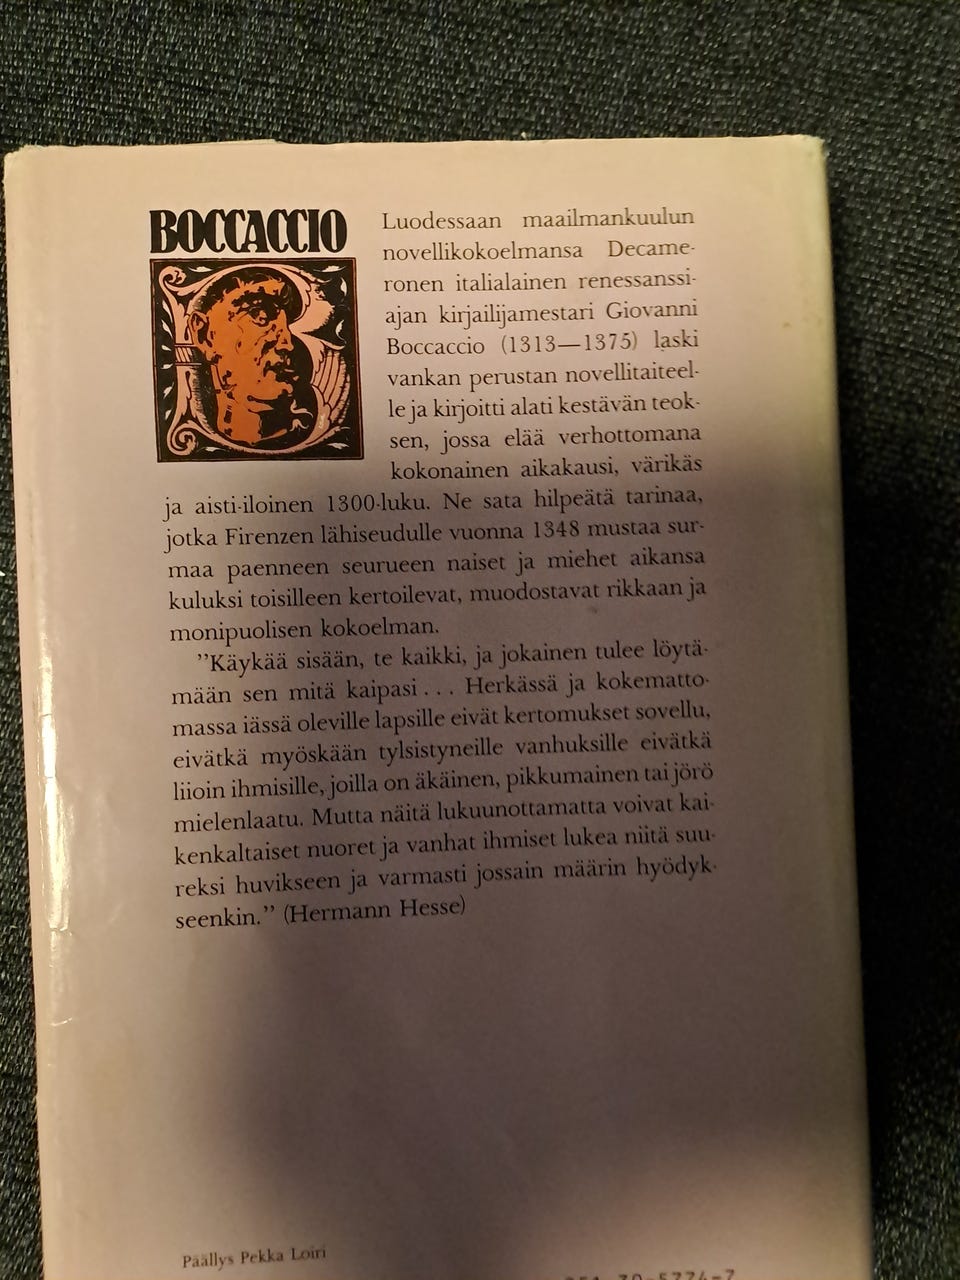 BOCCACCIO
Luodessaan maailmankuulun
novellikokoelmansa Decame-
ronen italialainen renessanssi-
ajan kirjailijamestari Giovanni
Boccaccio (1313—1375) laski
vankan perustan novellitaiteel-
le ja kirjoitti alati kestävän teok-
sen, jossa elää verhottomana
kokonainen aikakausi, värikäs
ja aisti-iloinen 1300-luku. Ne sata hilpeätä tarinaa,
jotka Firenzen lähiseudulle vuonna 1348 mustaa sur-
maa paenneen seurueen naiset ja miehet aikansa
kuluksi toisilleen kertoilevat, muodostavat rikkaan ja
monipuolisen kokoelman.
”Käykää sisään, te kaikki, ja jokainen tulee löytä-
mään sen mitä kaipasi . . . Herkässä ja kokematto-
massa iässä oleville lapsille eivät kertomukset sovellu,
eivätkä myöskään tylsistyneille vanhuksille eivätkä
liioin ihmisille, joilla on äkäinen, pikkumainen tai jörö
mielenlaatu. Mutta näitä lukuunottamatta voivat kai-
kenkaltaiset nuoret ja vanhat ihmiset lukea niitä suu-
reksi huvikseen ja varmasti jossain määrin hyödyk-
seenkin.” (Hermann Hesse)
Päällys Pekka Loiri